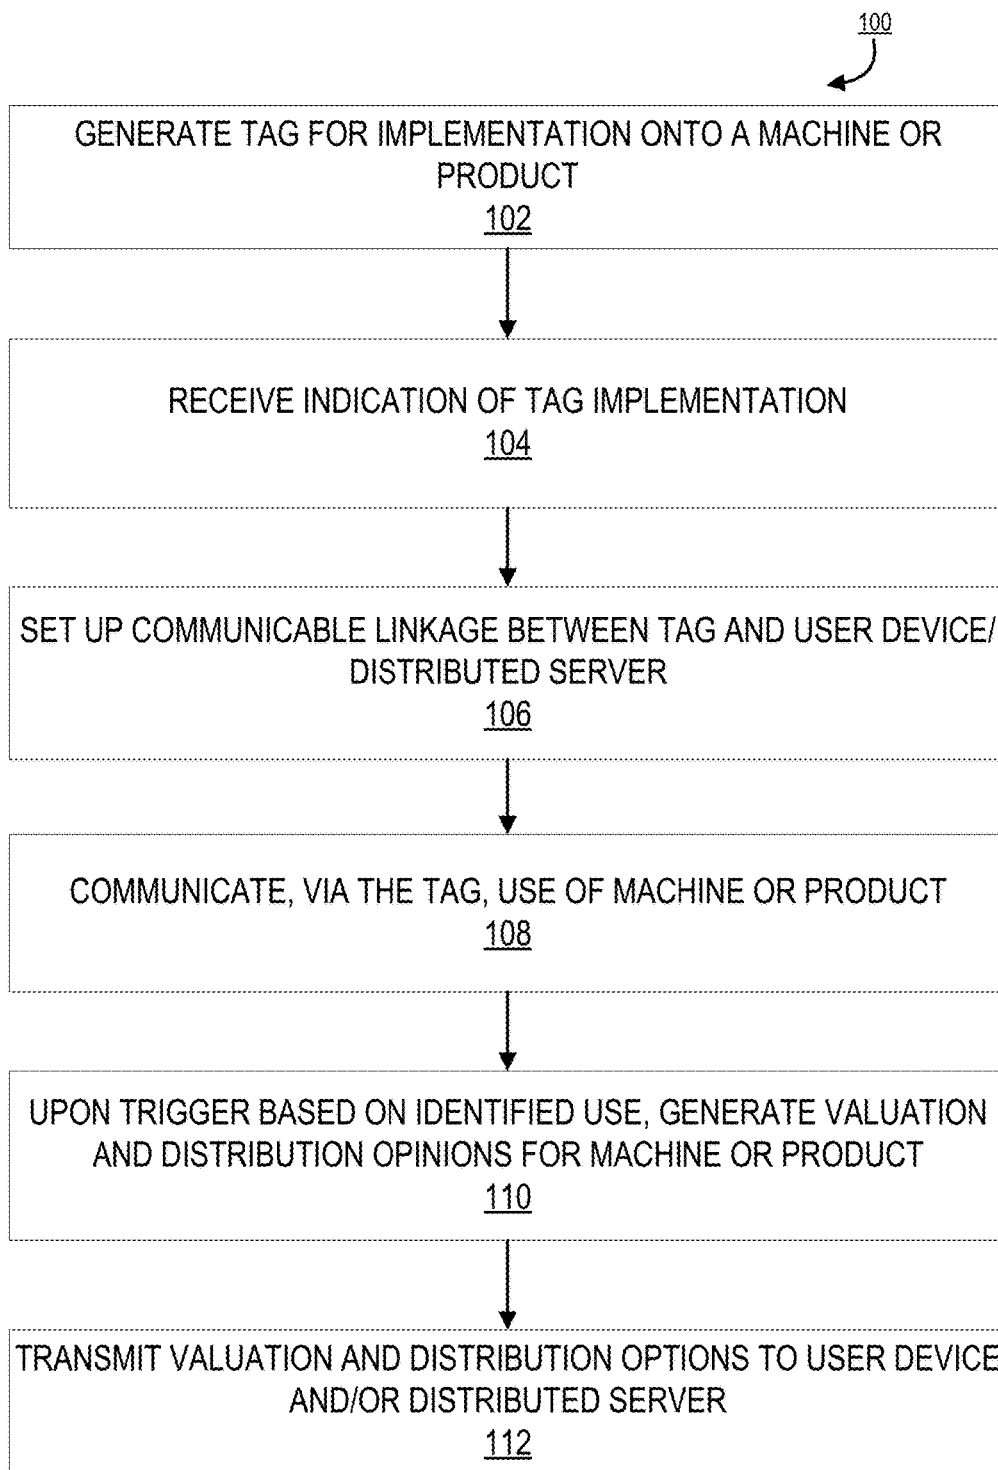 100
GENERATE TAG FOR IMPLEMENTATION ONTO A MACHINE OR
PRODUCT
102
RECEIVE INDICATION OF TAG IMPLEMENTATION
104
SET UP COMMUNICABLE LINKAGE BETWEEN TAG AND USER DEVICE/
DISTRIBUTED SERVER
106
COMMUNICATE, VIA THE TAG, USE OF MACHINE OR PRODUCT
108
UPON TRIGGER BASED ON IDENTIFIED USE, GENERATE VALUATION
AND DISTRIBUTION OPINIONS FOR MACHINE OR PRODUCT
110
TRANSMIT VALUATION AND DISTRIBUTION OPTIONS TO USER DEVICE
AND/OR DISTRIBUTED SERVER
112